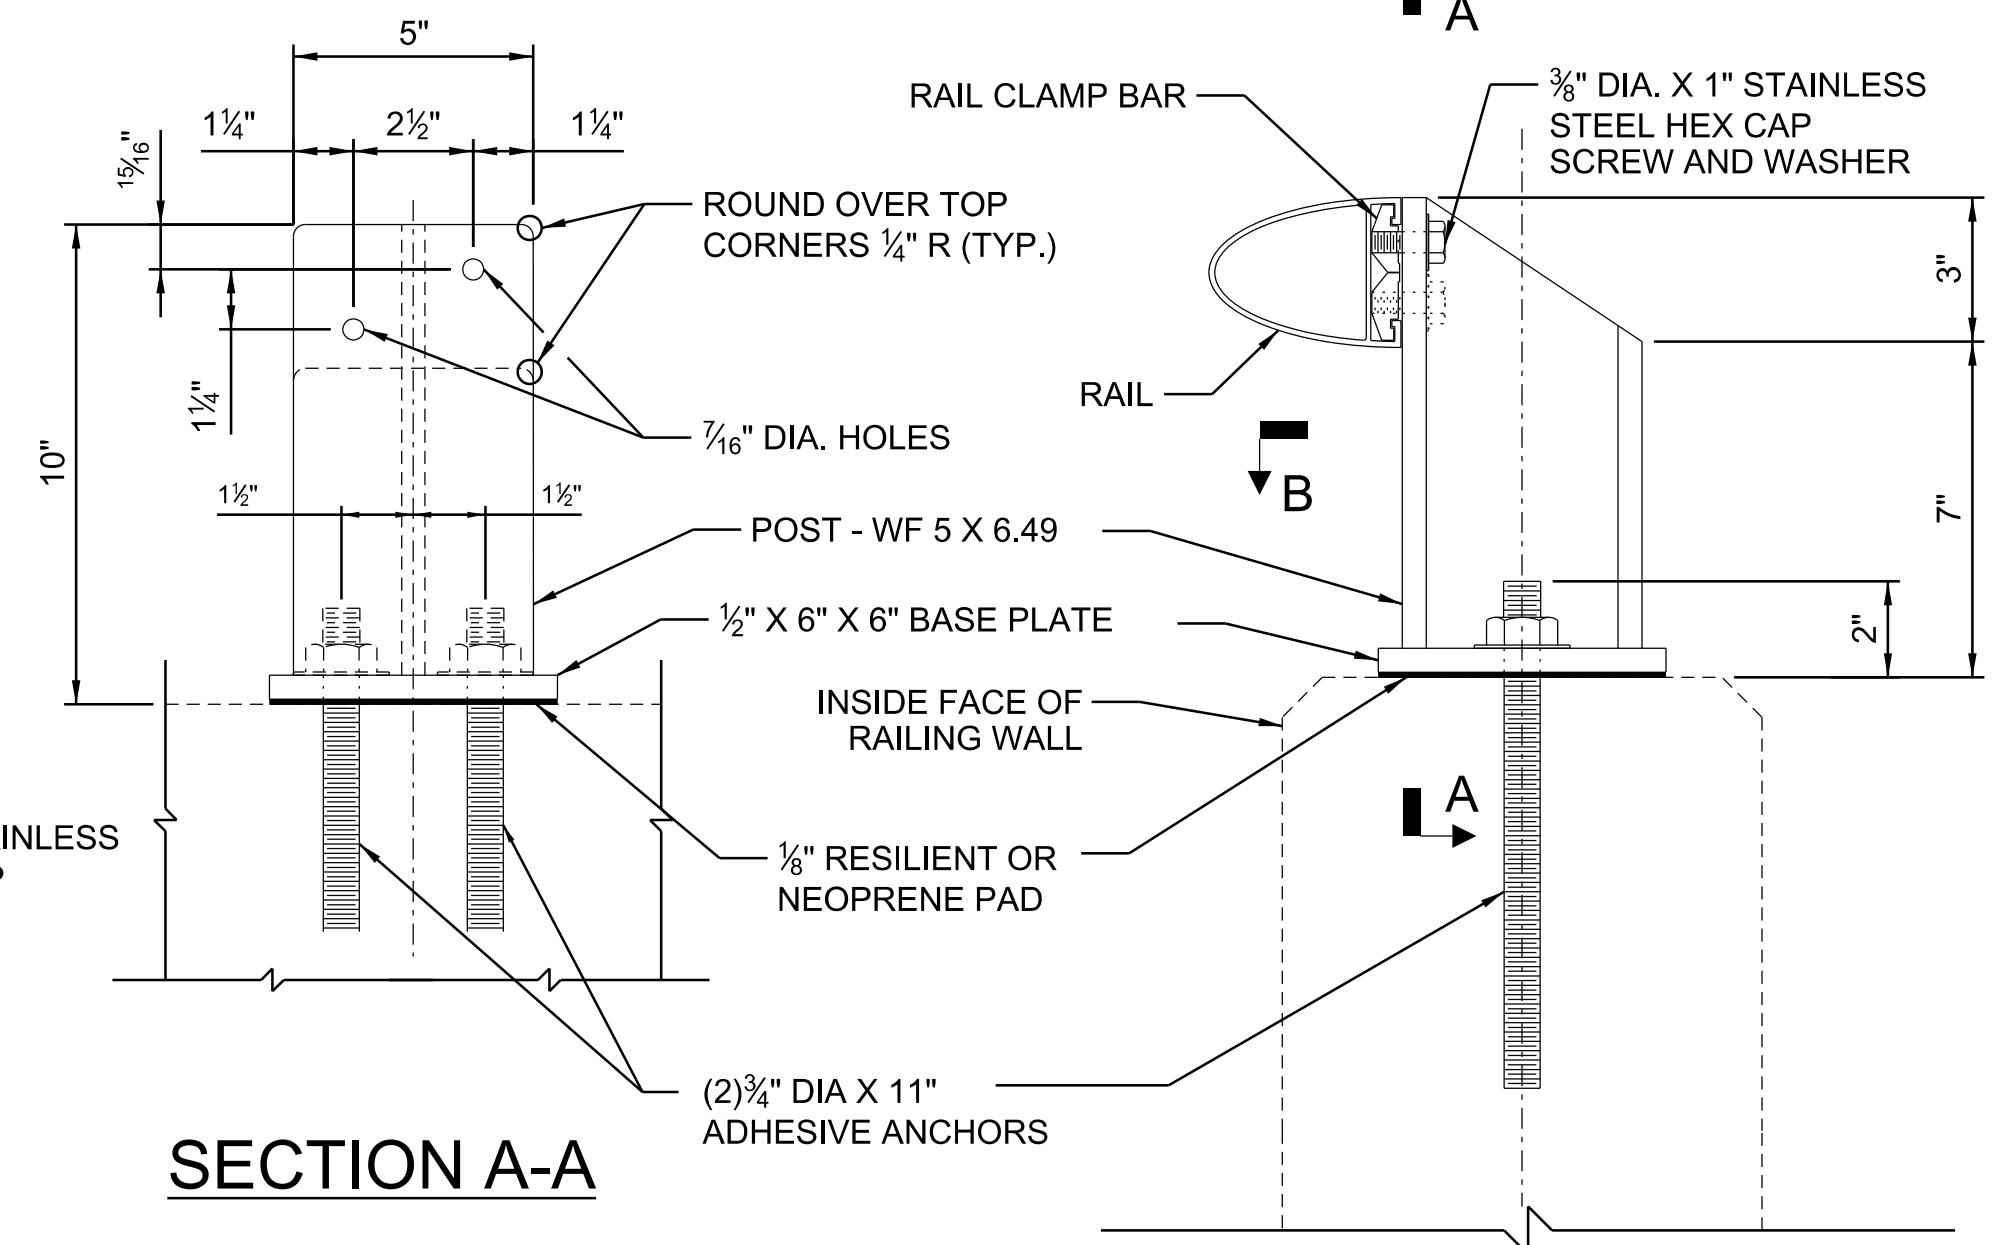 A
5"
RAIL CLAMP BAR
⅜" DIA. X 1" STAINLESS
STEEL HEX CAP
SCREW AND WASHER
1¼"
2½"
1¼"
15/16"
ROUND OVER TOP
CORNERS ¼" R (TYP.)
3"
1¼"
RAIL
7/16" DIA. HOLES
10"
B
1½"
1½"
7"
POST - WF 5 X 6.49
½" X 6" X 6" BASE PLATE
2"
INSIDE FACE OF
RAILING WALL
A
AINLESS
⅛" RESILIENT OR
NEOPRENE PAD
(2)¾" DIA X 11"
ADHESIVE ANCHORS
SECTION A-A